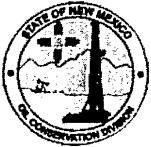 STATE OF NEW MEXICO
OIL CONSERVATION DIVISION